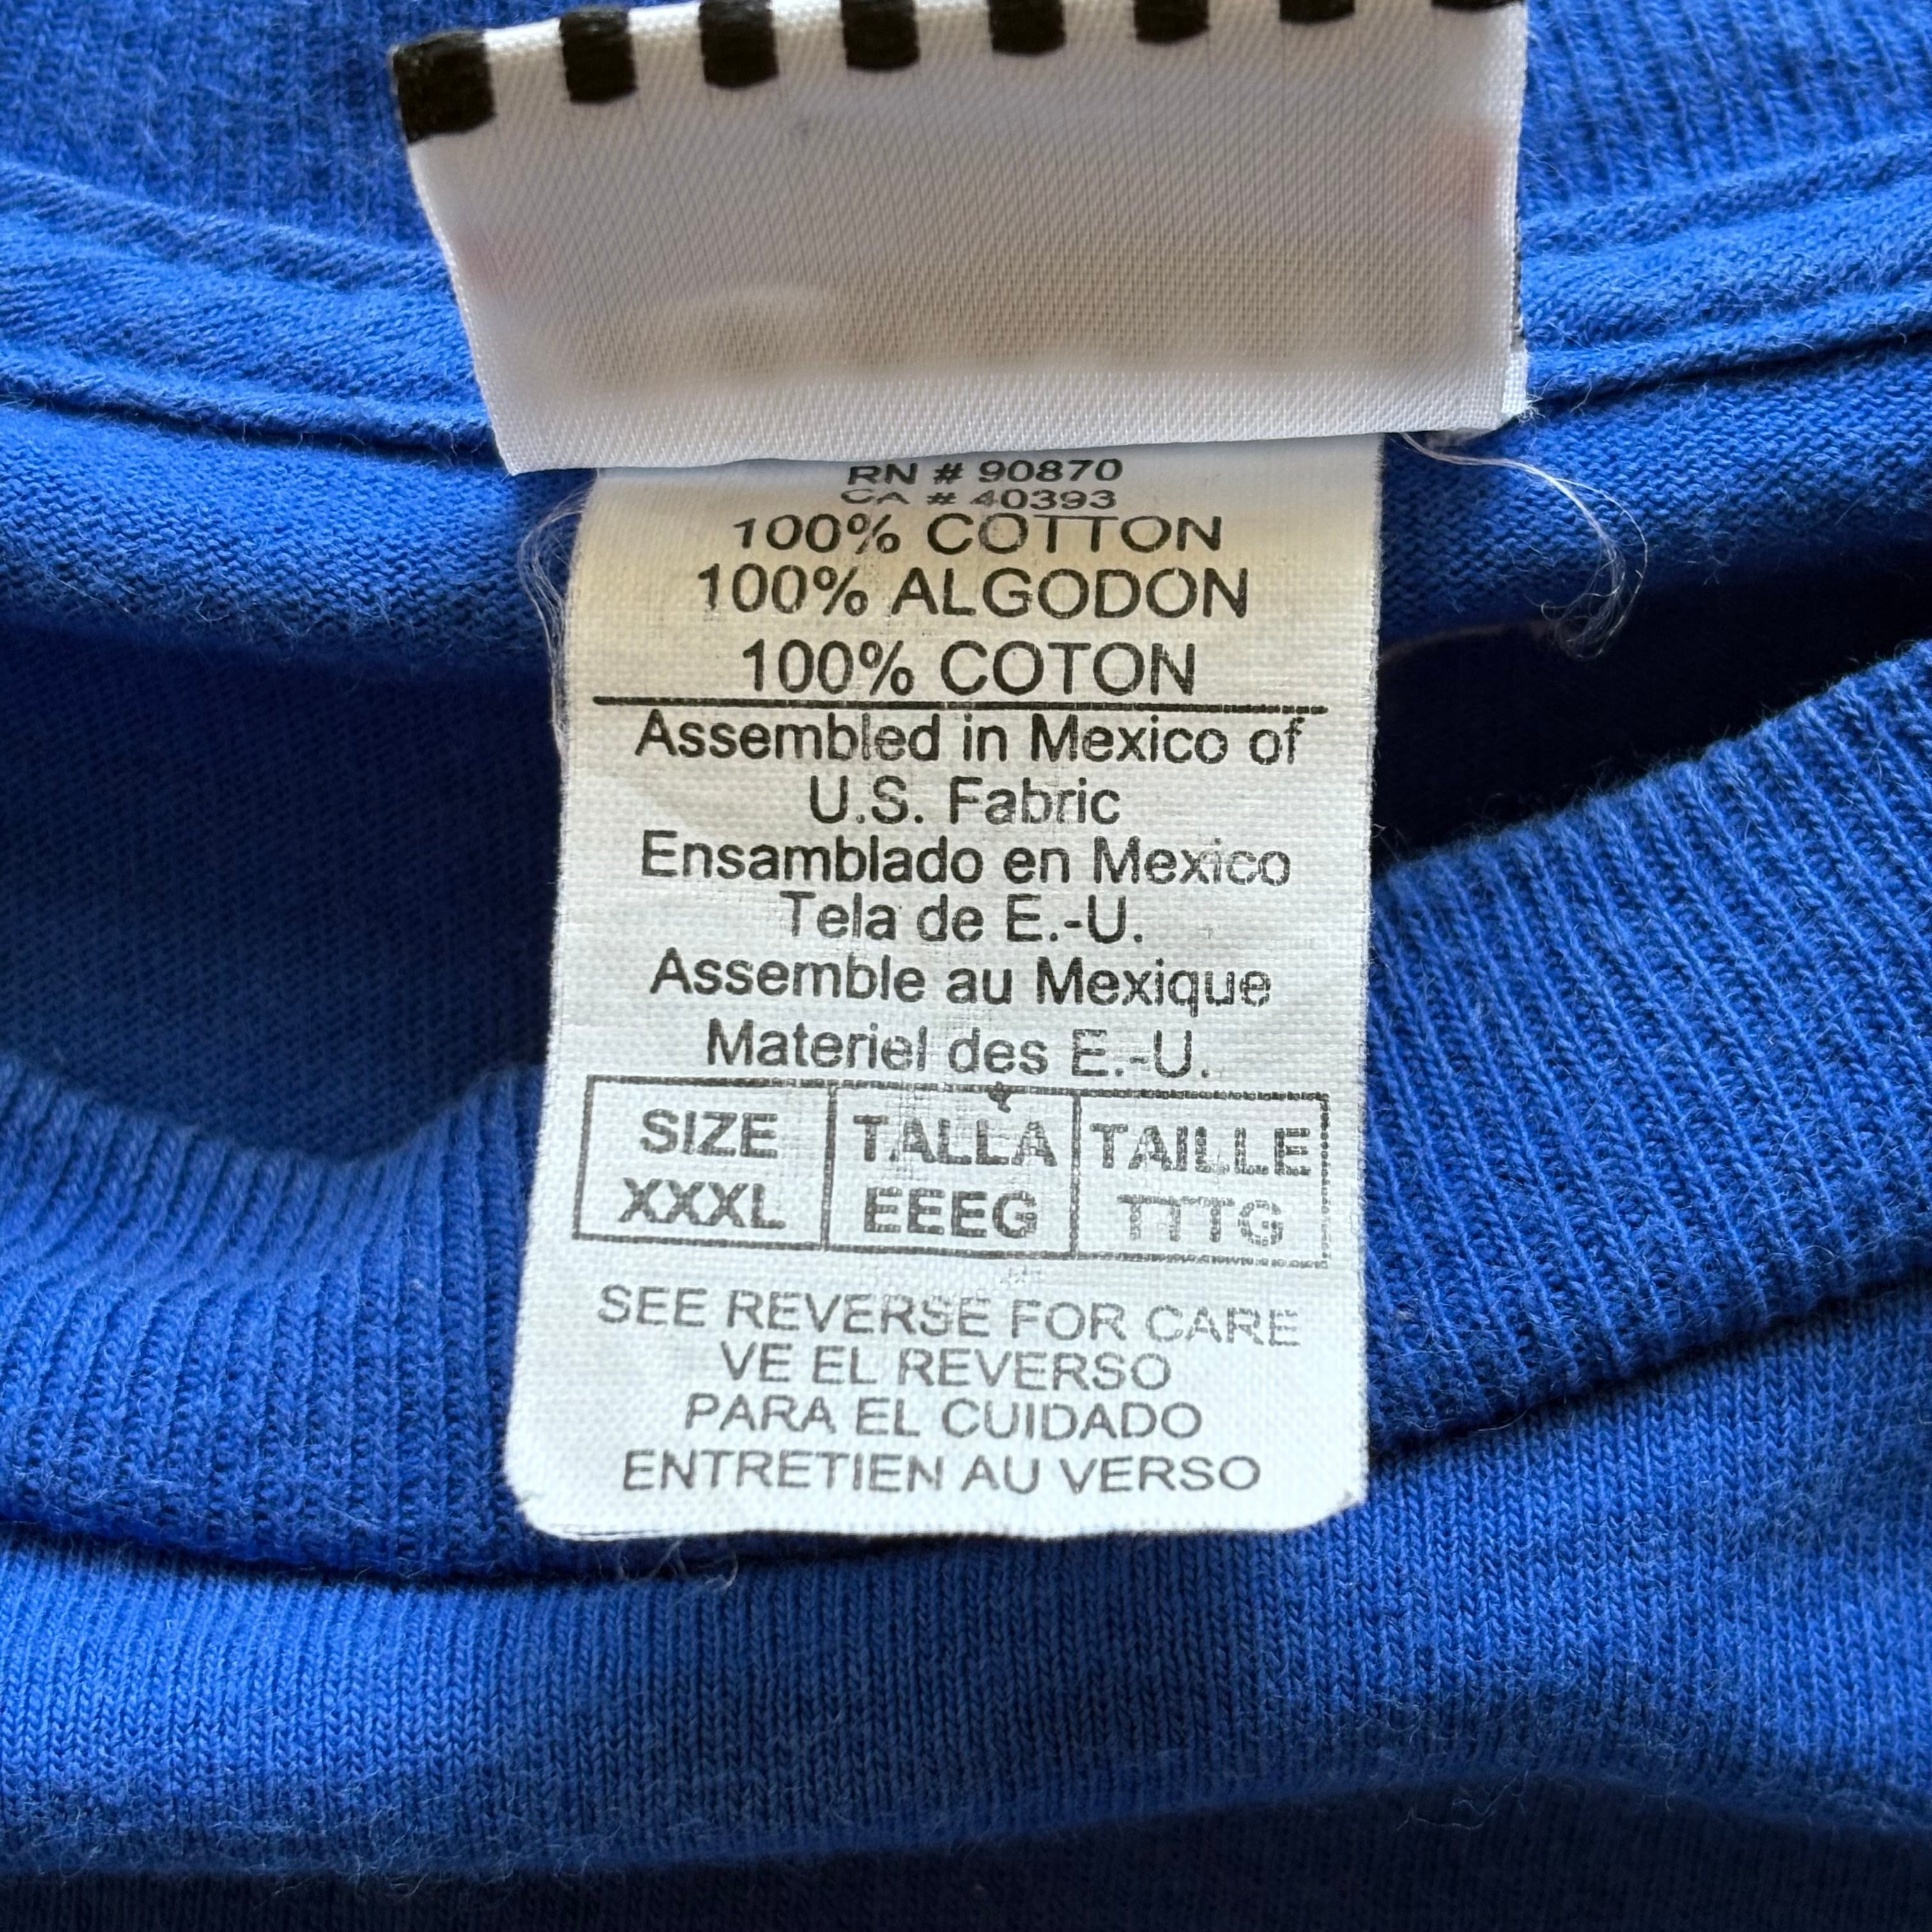 RN # 90870
CA # 40393
100% COTTON
100% ALGODON
100% COTON
Assembled in Mexico of
U.S. Fabric
Ensamblado en Mexico
Tela de E.-U.
Assemble au Mexique
Materiel des E.-U.
SIZE TALLA TAILLE
XXXL EEEG TTTG
SEE REVERSE FOR CARE
VE EL REVERSO
PARA EL CUIDADO
ENTRETIEN AU VERSO